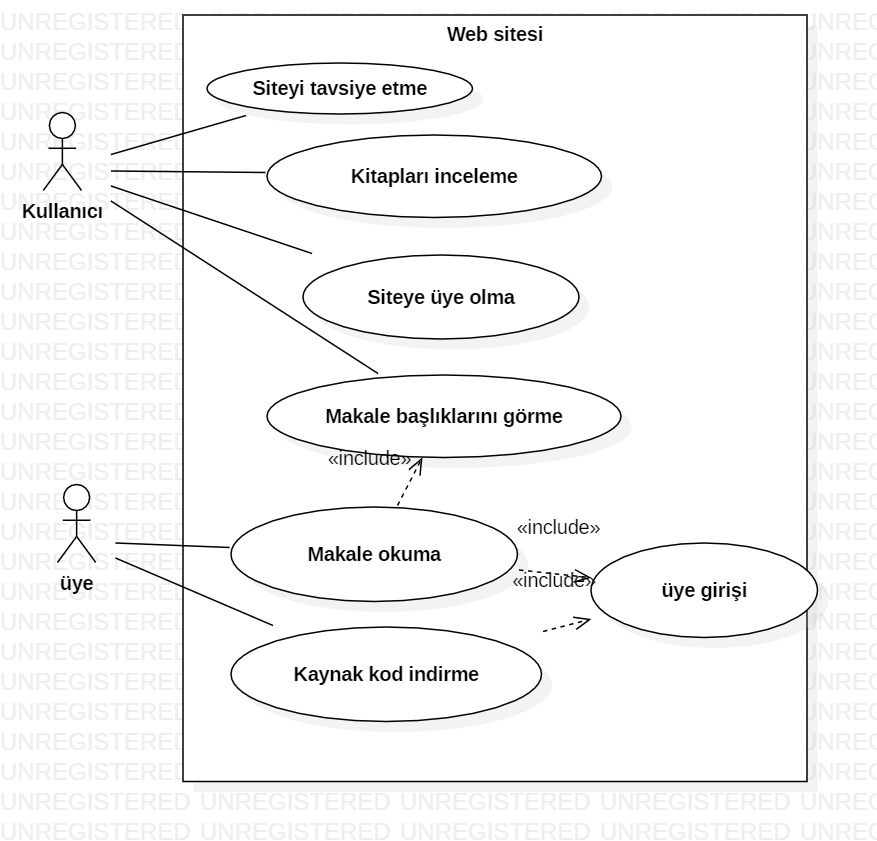 Web sitesi
Siteyi tavsiye etme
Kitapları inceleme
Kullanıcı
Siteye üye olma
Makale başlıklarını görme
«include»
«include»
Makale okuma
«include»
üye
üye girişi
Kaynak kod indirme
UNREGISTERED UNREGISTERED UNREGISTERED UNREGISTERED UNREG
UNREGISTERED UNREGISTERED UNREGISTERED UNREGISTERED UNREG